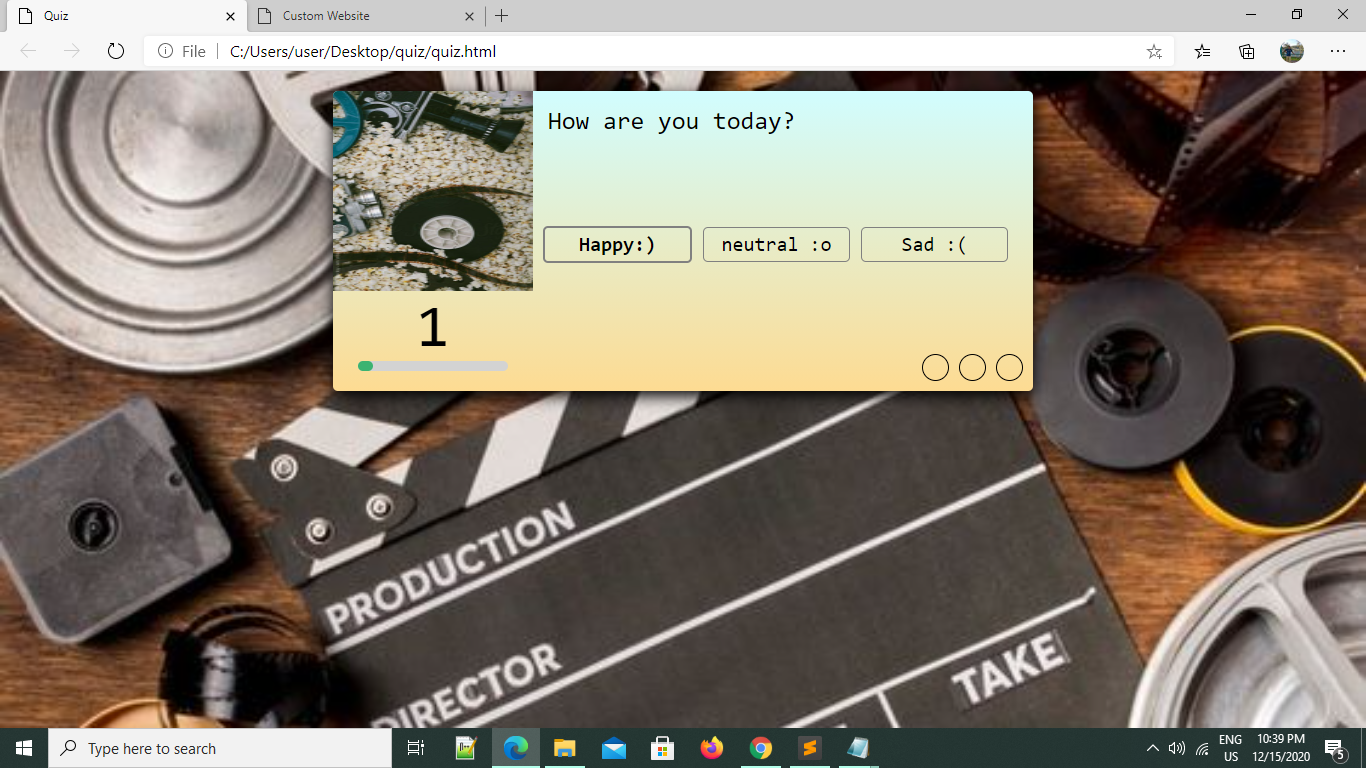 Quiz
Custom Website
File
C:/Users/user/Desktop/quiz/quiz.html
How are you today?
Happy:)
neutral :o
Sad :(
1
PRODUCTION
DIRECTOR
TAKE
Type here to search
ENG
US
10:39 PM
12/15/2020
5